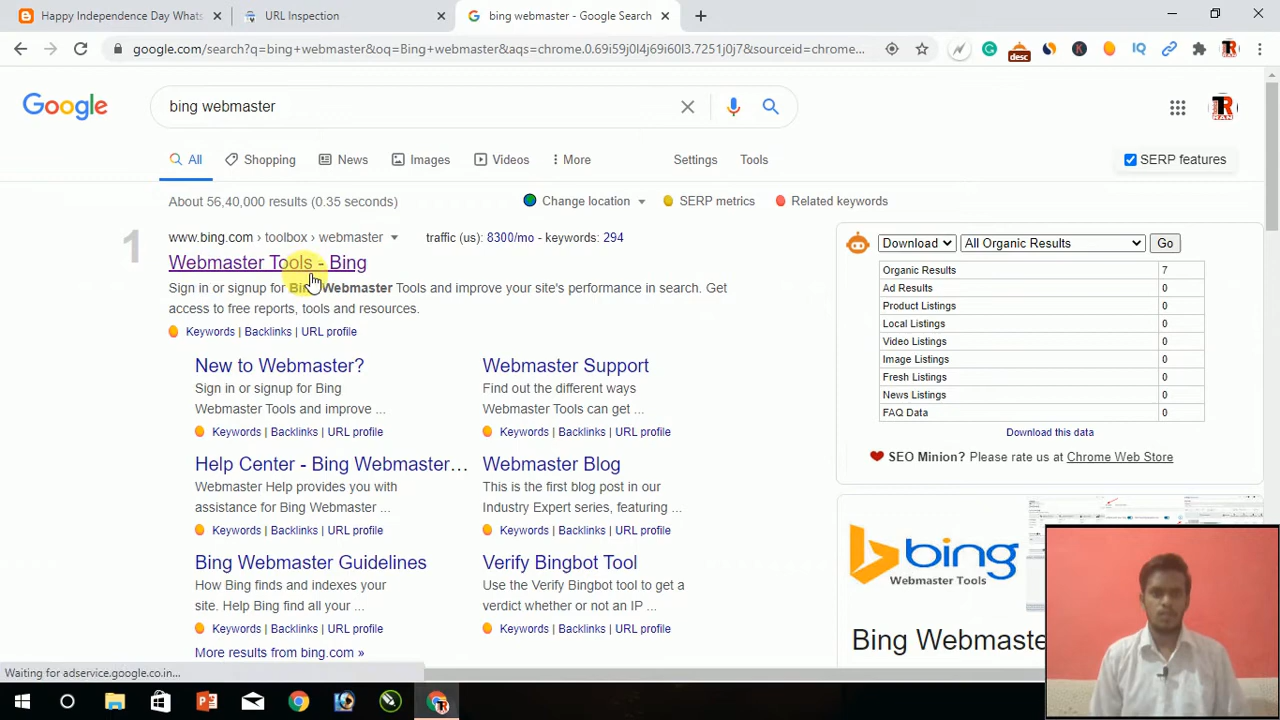 Happy Independence Day Whats
URL Inspection
bing webmaster - Google Search
google.com/search?q=bing+webmaster&oq=Bing+webmaster&aqs=chrome.0.69i59j0l4j69i60l3.7251j0j7&sourceid=chrome...
desc
IQ
Google
bing webmaster
All
Shopping
News
Images
Videos
More
Settings
Tools
SERP features
About 56,40,000 results (0.35 seconds)
Change location
SERP metrics
Related keywords
1
www.bing.com › toolbox › webmaster
traffic (us): 8300/mo - keywords: 294
Webmaster Tools - Bing
Sign in or signup for Bing Webmaster Tools and improve your site's performance in search. Get
access to free reports, tools and resources.
Keywords | Backlinks | URL profile
New to Webmaster?
Sign in or signup for Bing
Webmaster Tools and improve ...
Keywords | Backlinks | URL profile
Webmaster Support
Find out the different ways
Webmaster Tools can get ...
Keywords | Backlinks | URL profile
Help Center - Bing Webmaster...
Webmaster Help provides you with
assistance for Bing Webmaster ...
Keywords | Backlinks | URL profile
Webmaster Blog
This is the first blog post in our
Industry Expert series, featuring ...
Keywords | Backlinks | URL profile
Bing Webmaster Guidelines
How Bing finds and indexes your
site. Help Bing find all your ...
Keywords | Backlinks | URL profile
Verify Bingbot Tool
Use the Verify Bingbot tool to get a
verdict whether or not an IP ...
Keywords | Backlinks | URL profile
More results from bing.com »
Download
All Organic Results
Go
Organic Results 7
Ad Results 0
Product Listings 0
Local Listings 0
Video Listings 0
Image Listings 0
Fresh Listings 0
News Listings 0
FAQ Data 0
Download this data
SEO Minion? Please rate us at Chrome Web Store
bing
Webmaster Tools
Bing Webmaste
Waiting for adservice.google.co.in...